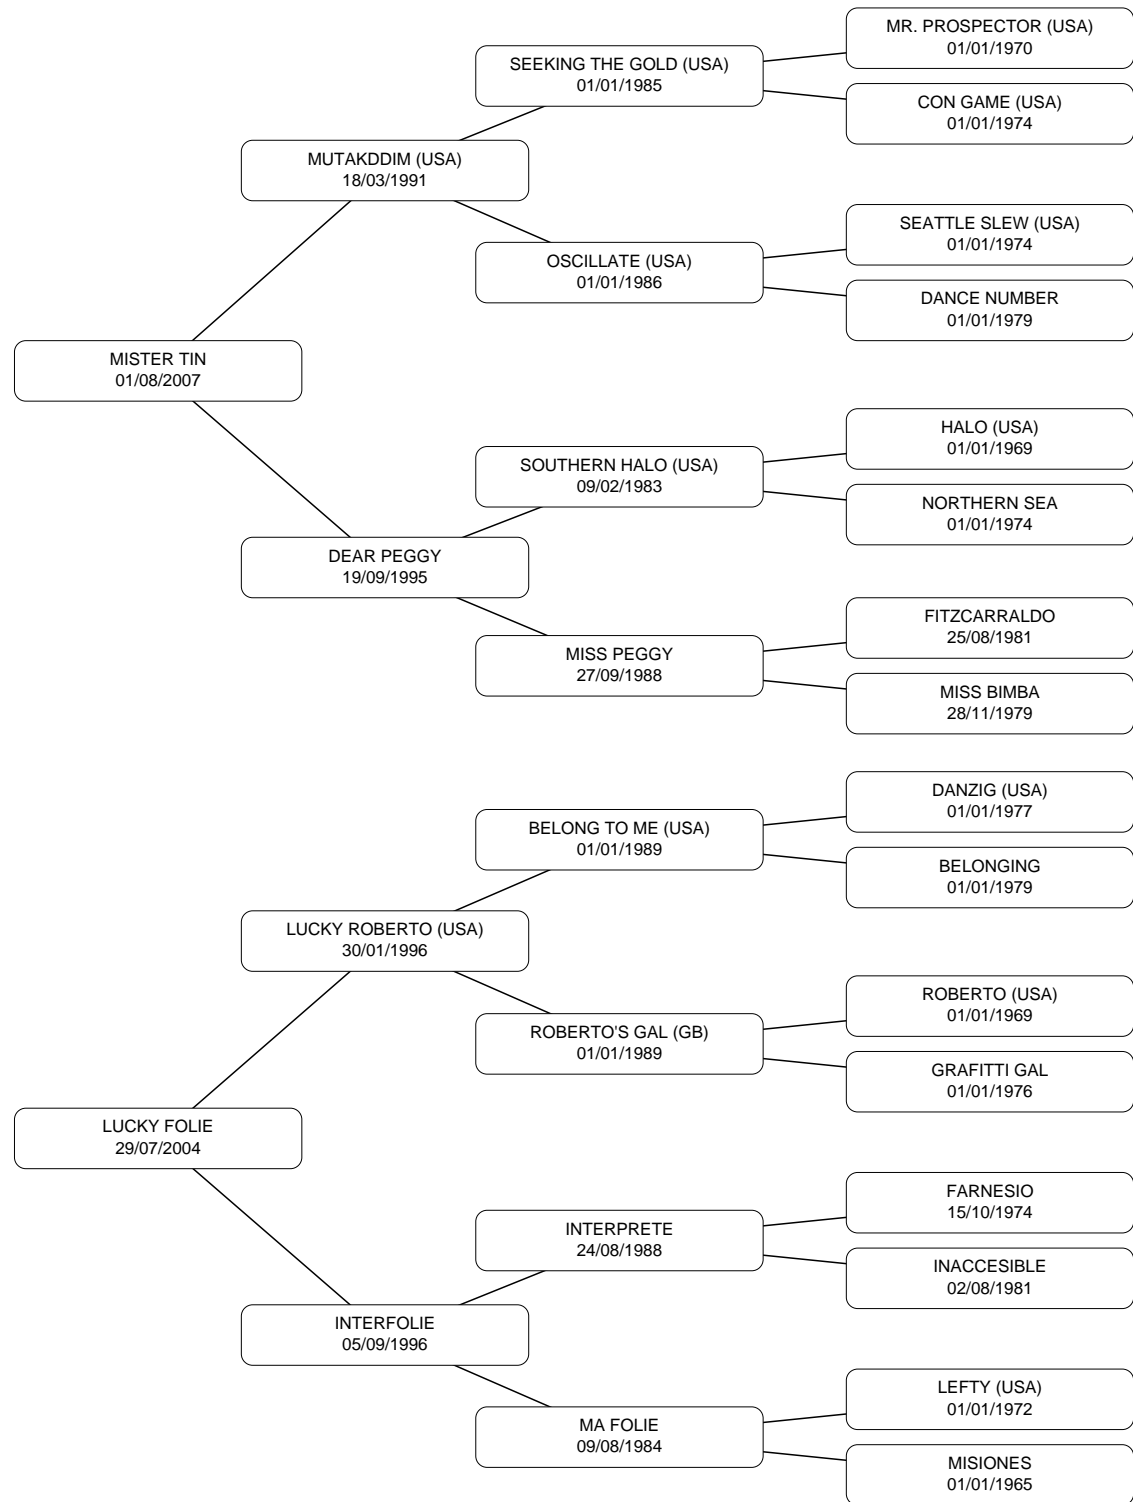 MR. PROSPECTOR (USA)
01/01/1970
SEEKING THE GOLD (USA)
01/01/1985
CON GAME (USA)
01/01/1974
MUTAKDDIM (USA)
18/03/1991
SEATTLE SLEW (USA)
01/01/1974
OSCILLATE (USA)
01/01/1986
DANCE NUMBER
01/01/1979
MISTER TIN
01/08/2007
HALO (USA)
01/01/1969
SOUTHERN HALO (USA)
09/02/1983
NORTHERN SEA
01/01/1974
DEAR PEGGY
19/09/1995
FITZCARRALDO
25/08/1981
MISS PEGGY
27/09/1988
MISS BIMBA
28/11/1979
DANZIG (USA)
01/01/1977
BELONG TO ME (USA)
01/01/1989
BELONGING
01/01/1979
LUCKY ROBERTO (USA)
30/01/1996
ROBERTO (USA)
01/01/1969
ROBERTO'S GAL (GB)
01/01/1989
GRAFITTI GAL
01/01/1976
LUCKY FOLIE
29/07/2004
FARNESIO
15/10/1974
INTERPRETE
24/08/1988
INACCESIBLE
02/08/1981
INTERFOLIE
05/09/1996
LEFTY (USA)
01/01/1972
MA FOLIE
09/08/1984
MISIONES
01/01/1965